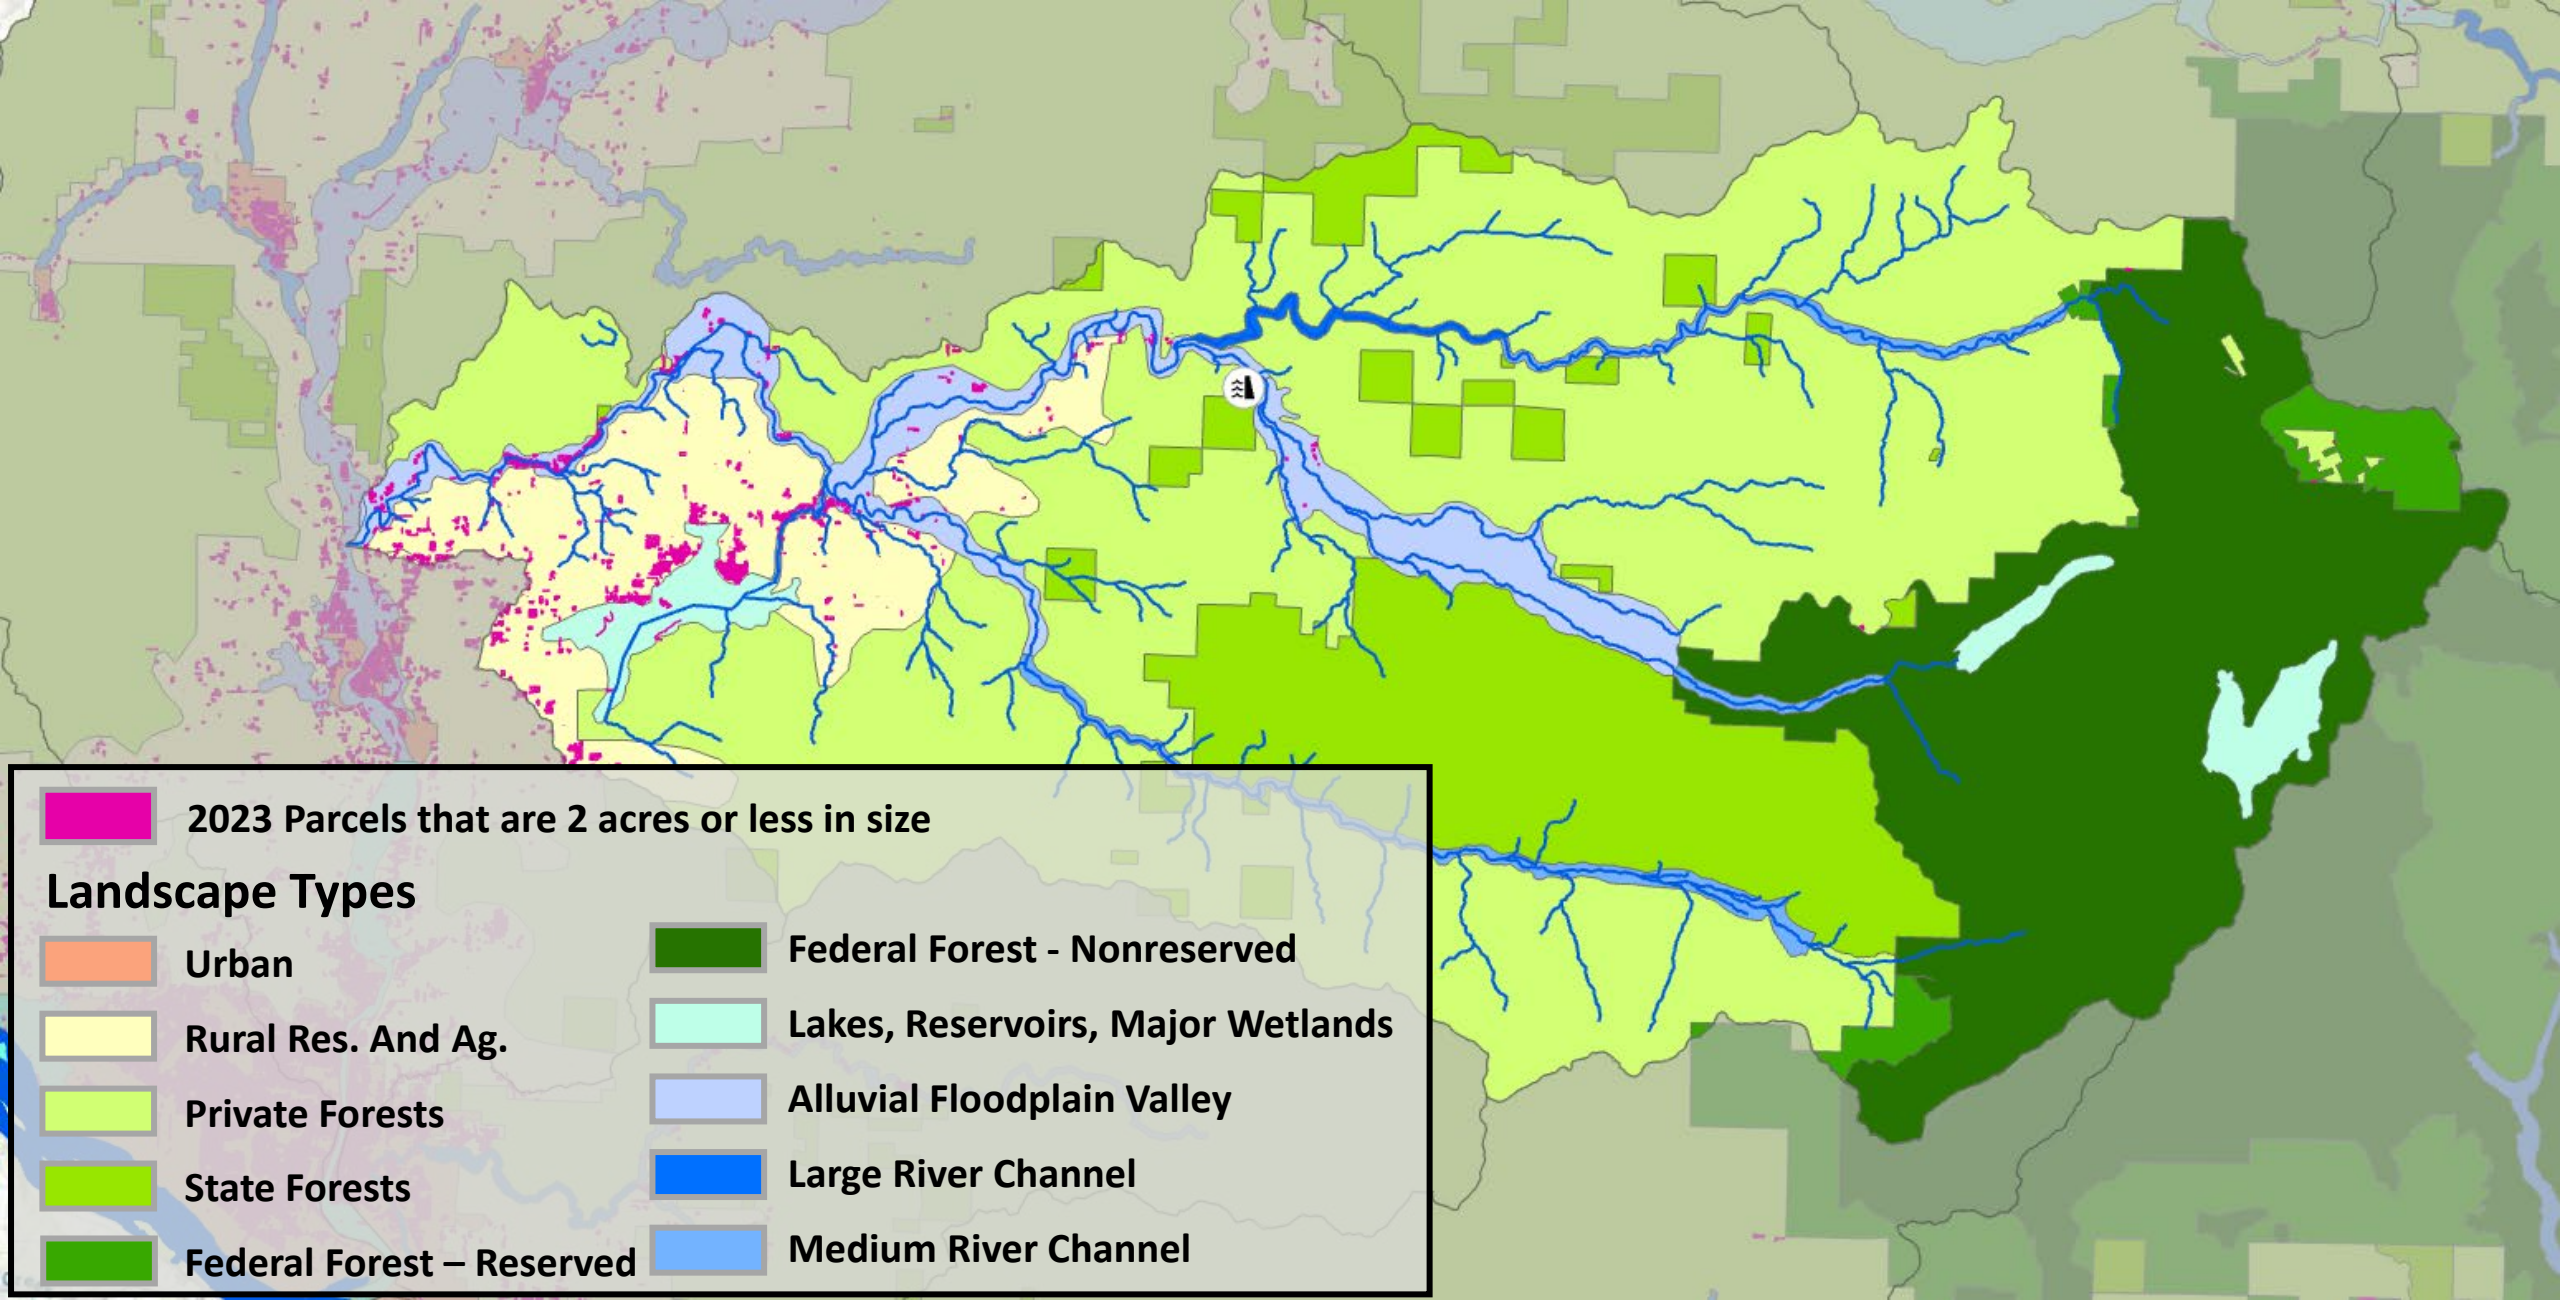 2023 Parcels that are 2 acres or less in size
Landscape Types
Urban
Rural Res. And Ag.
Private Forests
State Forests
Federal Forest – Reserved
Federal Forest - Nonreserved
Lakes, Reservoirs, Major Wetlands
Alluvial Floodplain Valley
Large River Channel
Medium River Channel